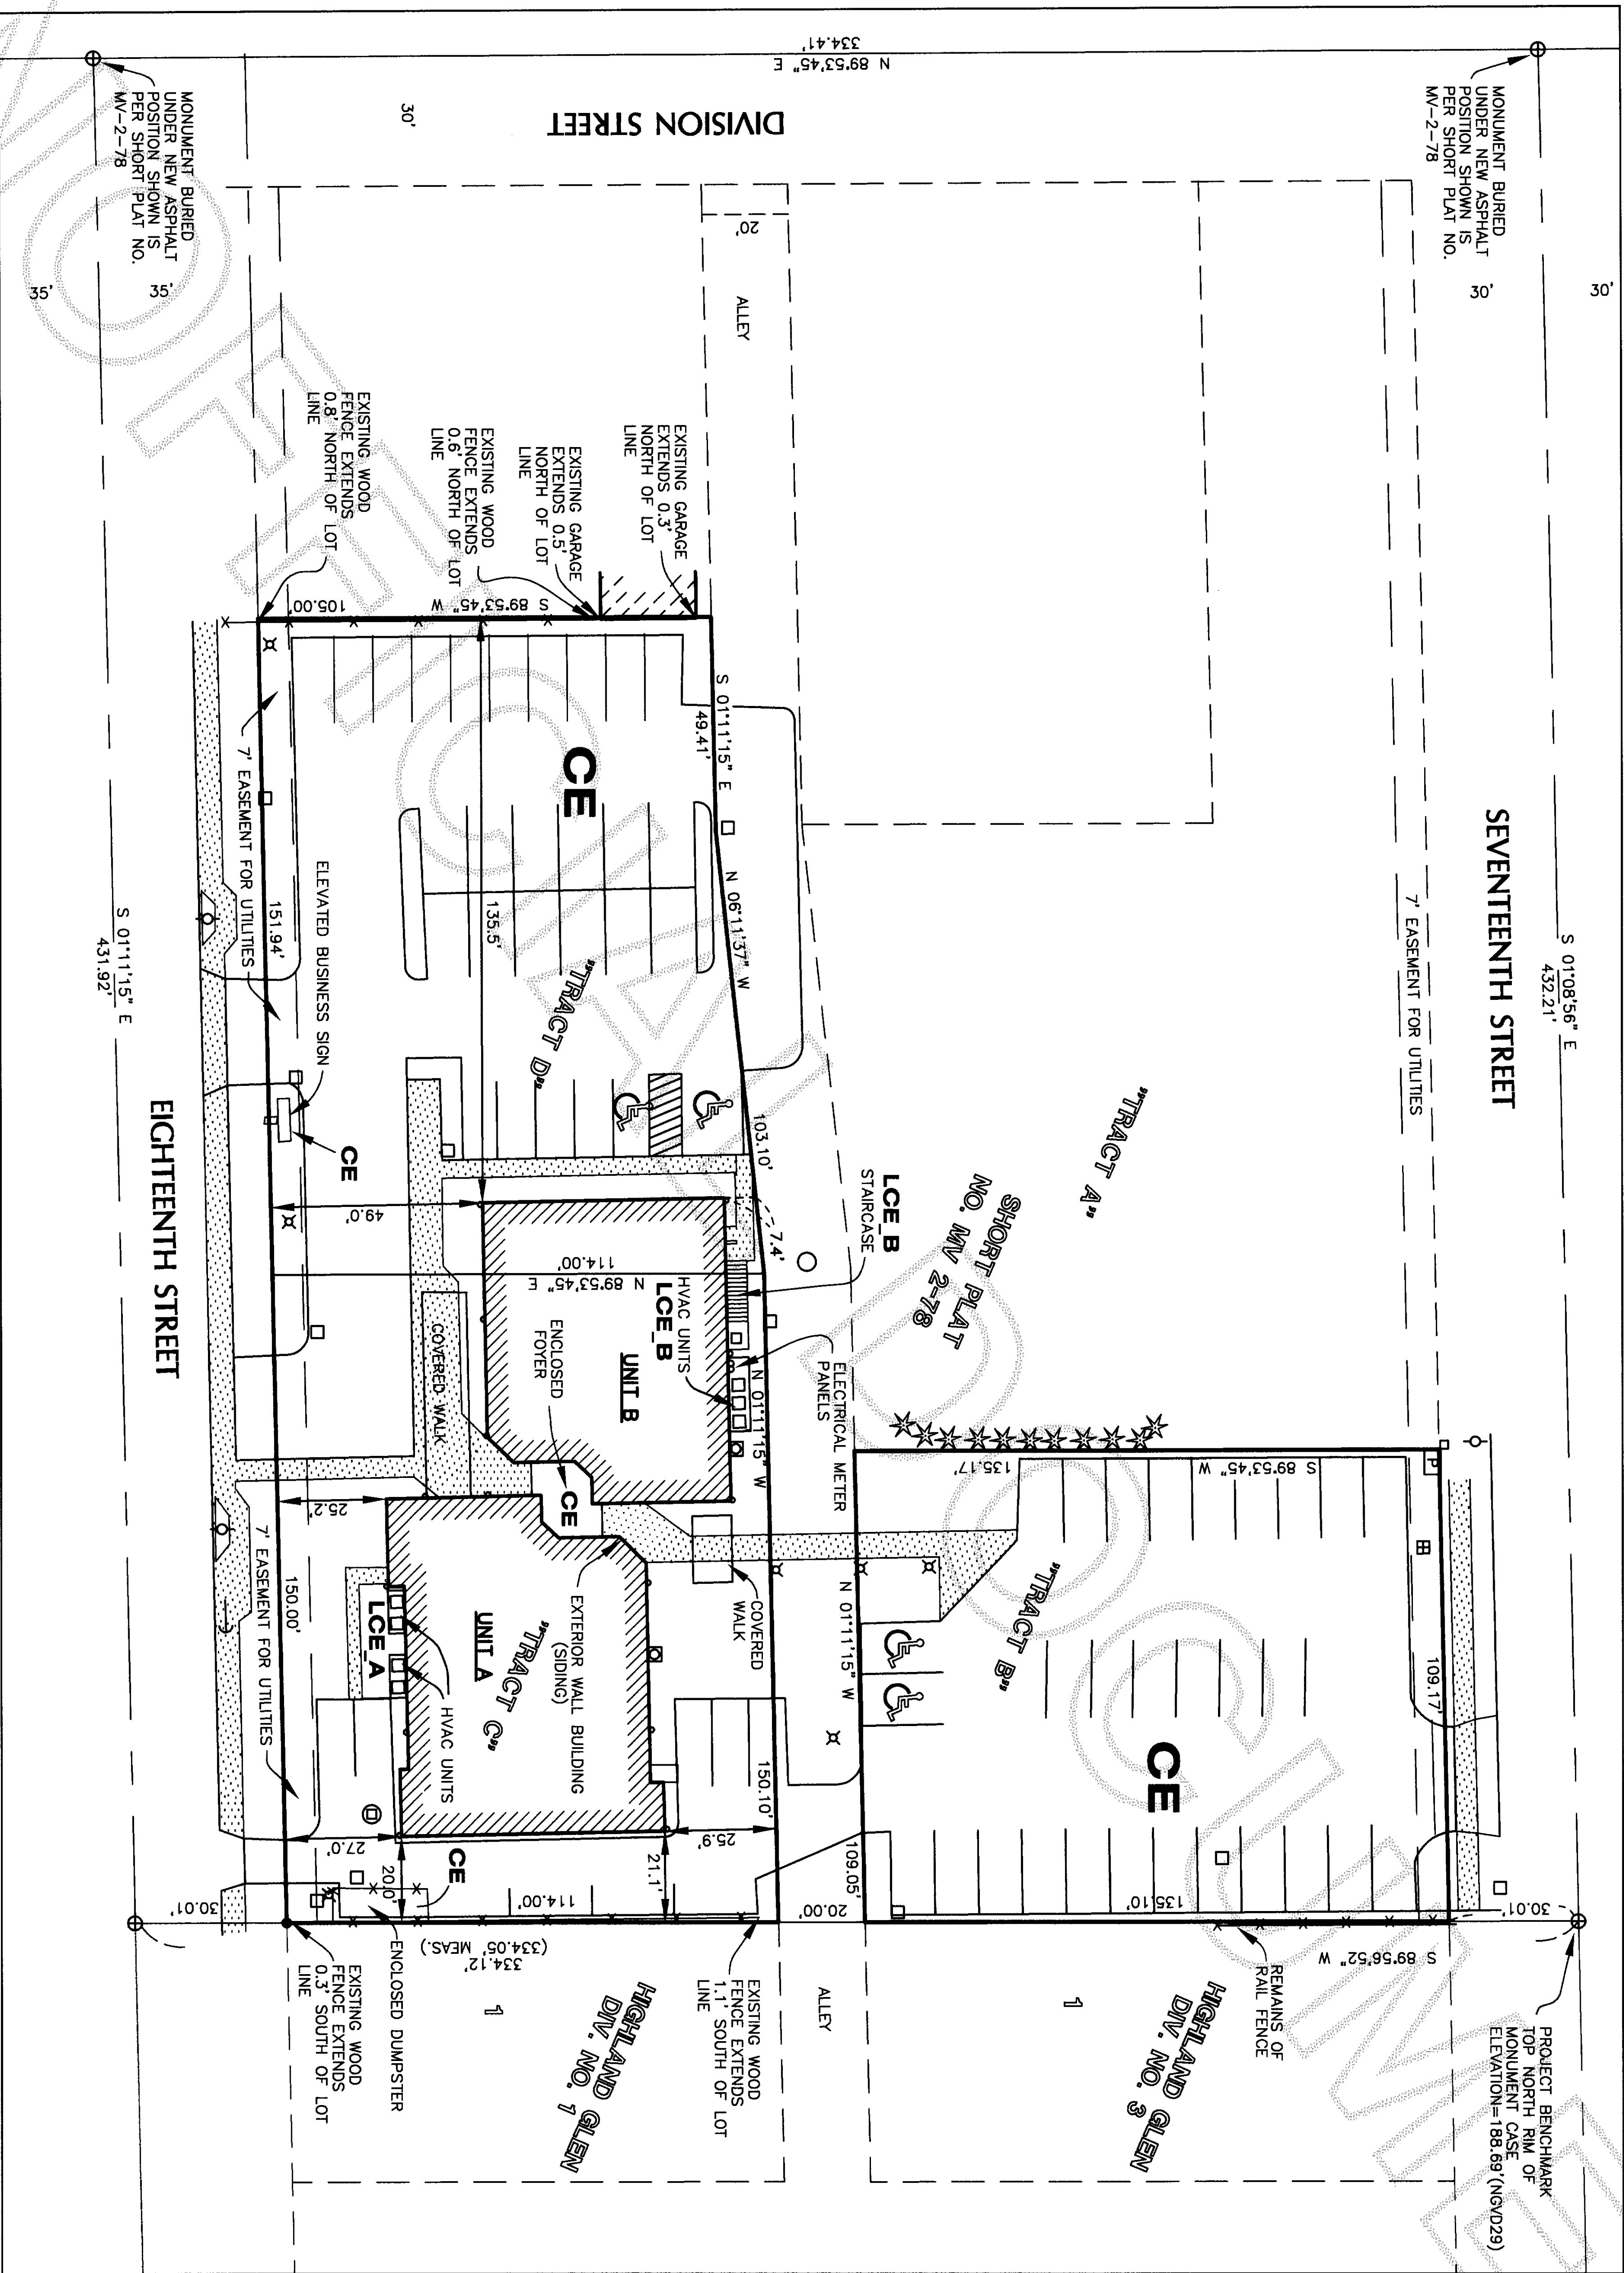 N 89°53'45" E
334.41'
DIVISION STREET
30'
MONUMENT BURIED
UNDER NEW ASPHALT
POSITION SHOWN IS
PER SHORT PLAT NO.
MV-2-78
30'
30'
MONUMENT BURIED
UNDER NEW ASPHALT
POSITION SHOWN IS
PER SHORT PLAT NO.
MV-2-78
35'
35'
20'
ALLEY
SEVENTEENTH STREET
S 01°08'56" E
432.21'
7' EASEMENT FOR UTILITIES
EXISTING GARAGE
EXTENDS 0.3'
NORTH OF LOT
LINE
EXISTING GARAGE
EXTENDS 0.5'
NORTH OF LOT
LINE
EXISTING WOOD
FENCE EXTENDS
0.6' NORTH OF LOT
LINE
EXISTING WOOD
FENCE EXTENDS
0.8' NORTH OF LOT
LINE
S 89°53'45" W
105.00'
S 01°11'15" E
49.41'
N 06°11'37" W
103.10'
CE
135.5'
"TRACT D"
7' EASEMENT FOR UTILITIES
151.94'
ELEVATED BUSINESS SIGN
CE
S 01°11'15" E
431.92'
EIGHTEENTH STREET
49.0'
"TRACT A"
SHORT PLAT
NO. MV 2-78
LCE_B
STAIRCASE
7.4'
N 89°53'45" E
114.00'
HVAC UNITS
LCE_B
UNIT B
ENCLOSED
FOYER
COVERED WALK
ELECTRICAL METER
PANELS
N 01°11'15" W
CE
25.2'
7' EASEMENT FOR UTILITIES
150.00'
LCE_A
UNIT A
"TRACT C"
EXTERIOR WALL BUILDING
(SIDING)
HVAC UNITS
COVERED
WALK
150.10'
N 01°11'15" W
S 89°53'45" W
135.17'
P
"TRACT B"
109.17'
CE
109.05'
135.10'
25.9'
21.1'
27.0'
20.0'
CE
114.00'
30.01'
20.00'
30.01'
334.12'
(334.05' MEAS.)
S 89°56'52" W
ENCLOSED DUMPSTER
EXISTING WOOD
FENCE EXTENDS
0.3' SOUTH OF LOT
LINE
1
HIGHLAND GLEN
DIV. NO. 1
EXISTING WOOD
FENCE EXTENDS
1.1' SOUTH OF LOT
LINE
ALLEY
1
HIGHLAND GLEN
DIV. NO. 3
REMAINS OF
RAIL FENCE
PROJECT BENCHMARK
TOP NORTH RIM OF
MONUMENT CASE
ELEVATION=188.69'(NGVD29)